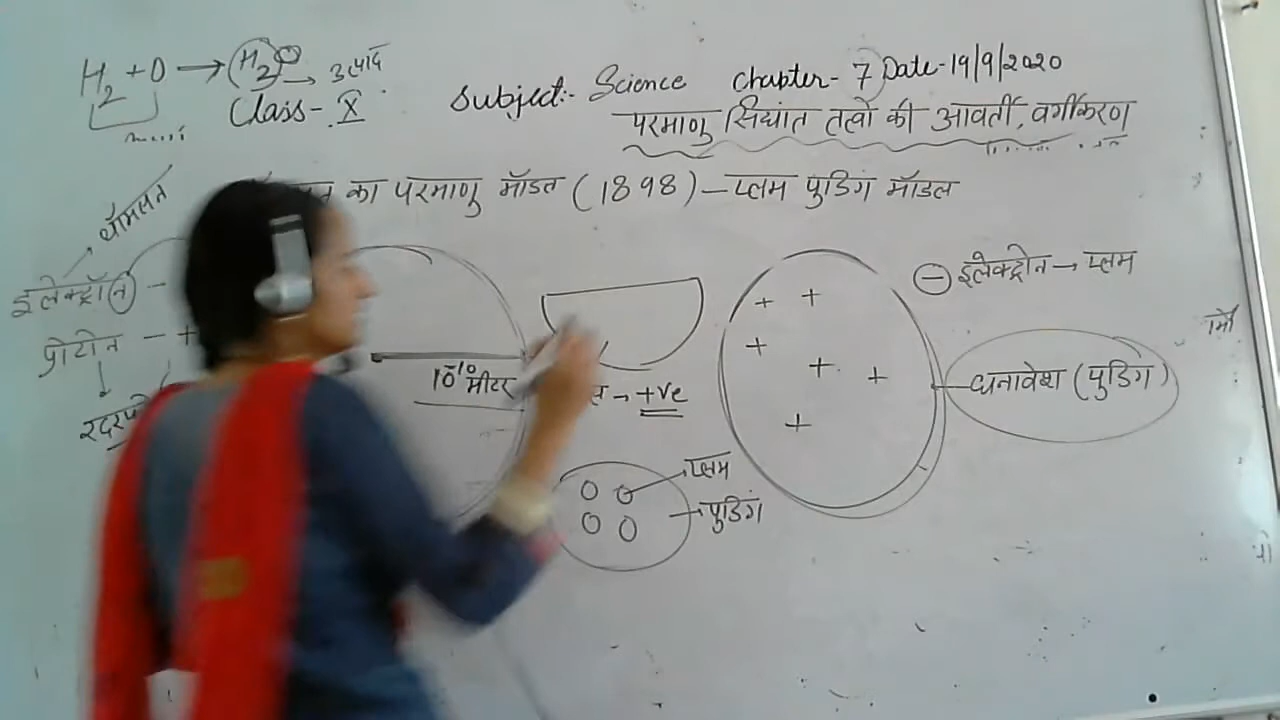 H₂ + O → H₂O → उत्पाद
Class - X
Subject:- Science Chapter - 7 Date - 19/9/2020
परमाणु सिद्यांत तत्वो की आवर्ती, वर्गीकरण
का परमाणु मॉडल (1898) – प्लम पुडिंग मॉडल
थॉमसन
इलेक्ट्रॉन –
प्रोटोन – +
10⁻¹⁰ मीटर
→ +ve
प्लम
पुडिंग
+ + + + + +
⊖ इलेक्ट्रोन → प्लम
धनावेश (पुडिंग)